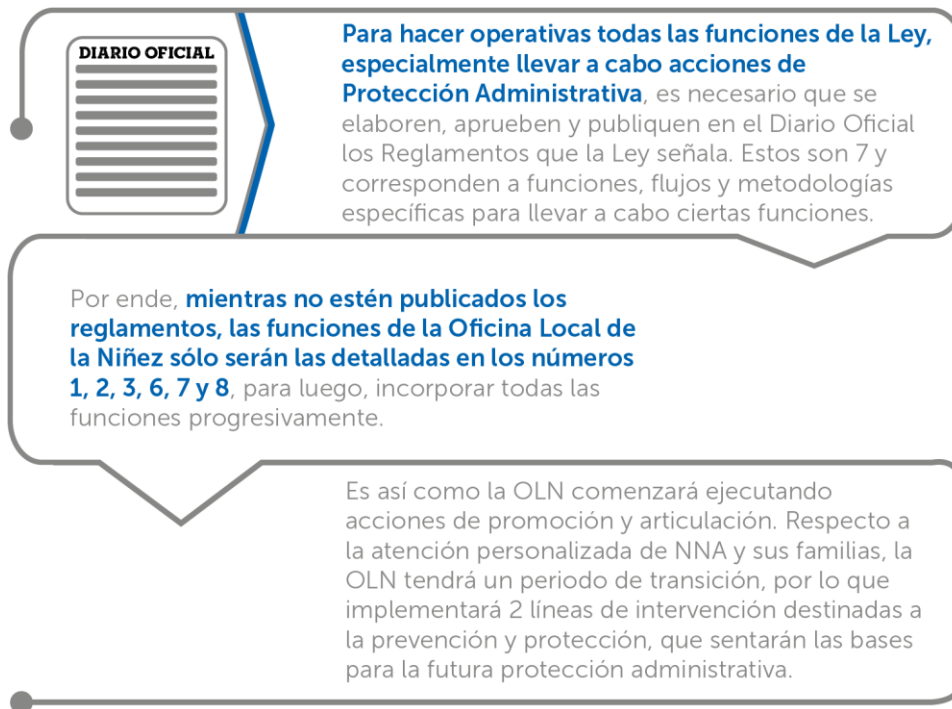 DIARIO OFICIAL
Para hacer operativas todas las funciones de la Ley,
especialmente llevar a cabo acciones de
Protección Administrativa, es necesario que se
elaboren, aprueben y publiquen en el Diario Oficial
los Reglamentos que la Ley señala. Estos son 7 y
corresponden a funciones, flujos y metodologías
específicas para llevar a cabo ciertas funciones.
Por ende, mientras no estén publicados los
reglamentos, las funciones de la Oficina Local de
la Niñez sólo serán las detalladas en los números
1, 2, 3, 6, 7 y 8, para luego, incorporar todas las
funciones progresivamente.
Es así como la OLN comenzará ejecutando
acciones de promoción y articulación. Respecto a
la atención personalizada de NNA y sus familias, la
OLN tendrá un periodo de transición, por lo que
implementará 2 líneas de intervención destinadas a
la prevención y protección, que sentarán las bases
para la futura protección administrativa.